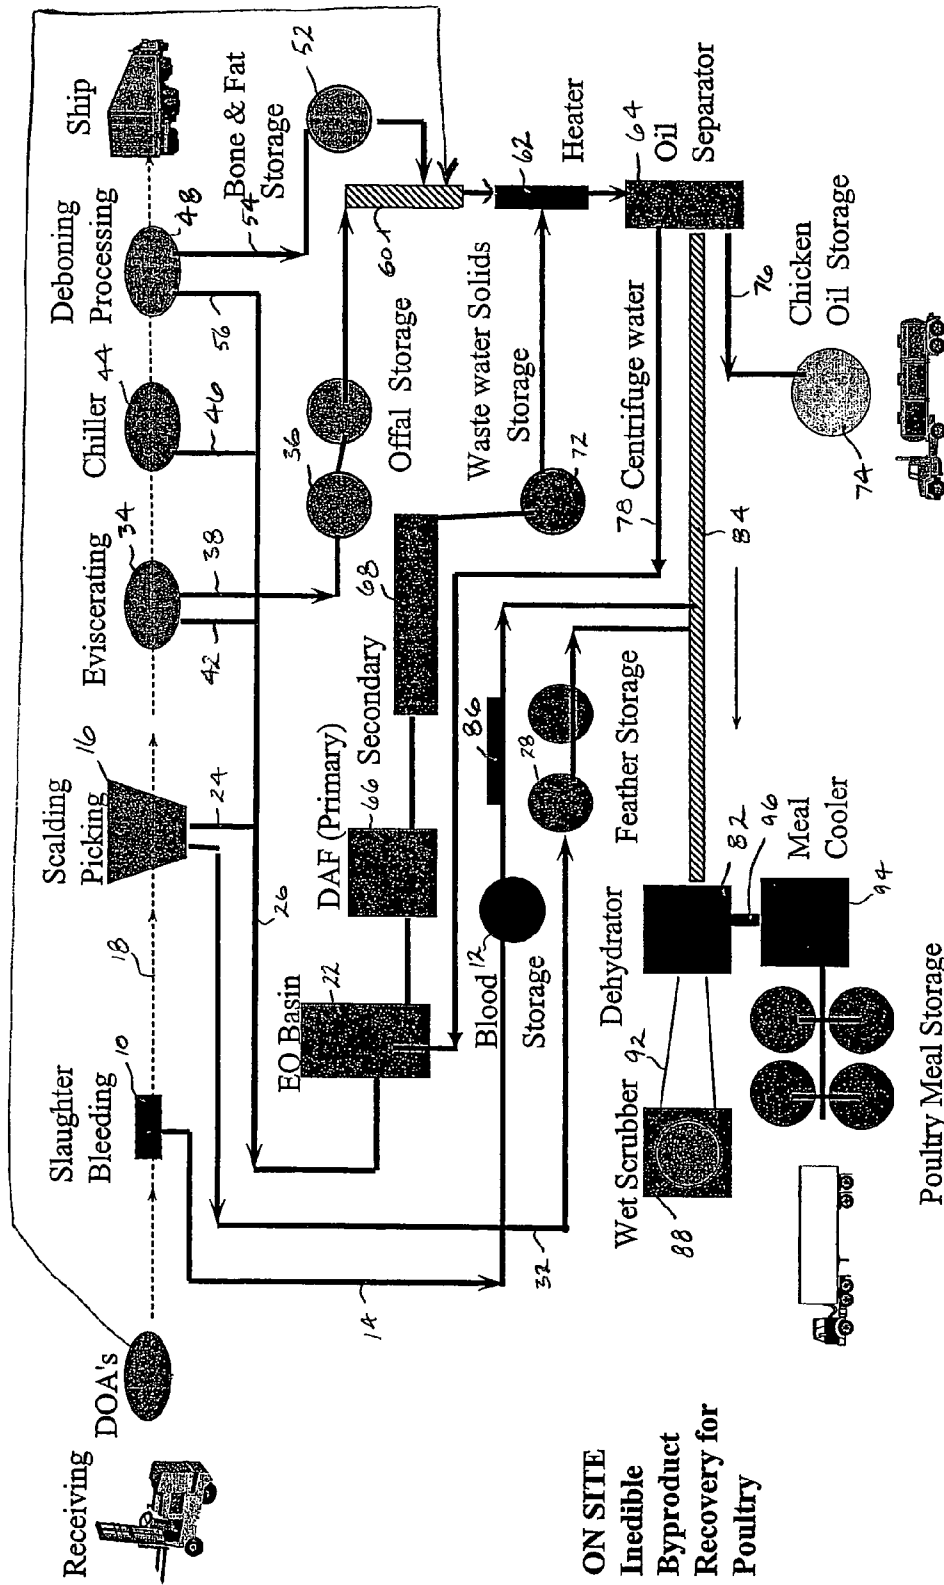 Receiving
DOA's
Slaughter
Bleeding
10
18
Scalding
Picking
16
24
Eviscerating
34
42
38
Chiller
44
46
Deboning
Processing
48
56
54
Ship
Bone & Fat
Storage
52
14
32
26
EO Basin
22
DAF (Primary)
66
Secondary
68
36
Offal Storage
60
Waste water Solids
Storage
72
62
Heater
64
Oil
Separator
78
Centrifuge water
76
Chicken
Oil Storage
74
Blood
Storage
12
86
28
Feather Storage
84
Dehydrator
82
Wet Scrubber
88
92
96
Meal
Cooler
94
Poultry Meal Storage
ON SITE
Inedible
Byproduct
Recovery for
Poultry